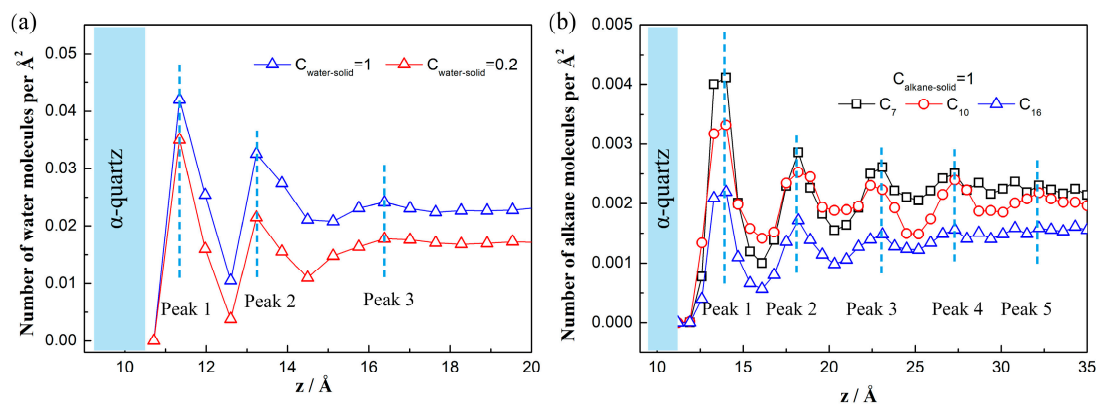 (a)
Number of water molecules per Å²
0.05
0.04
0.03
0.02
0.01
0.00
α-quartz
C_water-solid=1
C_water-solid=0.2
Peak 1
Peak 2
Peak 3
10
12
14
16
18
20
z / Å
(b)
Number of alkane molecules per Å²
0.005
0.004
0.003
0.002
0.001
0.000
α-quartz
C_alkane-solid=1
C₇
C₁₀
C₁₆
Peak 1
Peak 2
Peak 3
Peak 4
Peak 5
10
15
20
25
30
35
z / Å